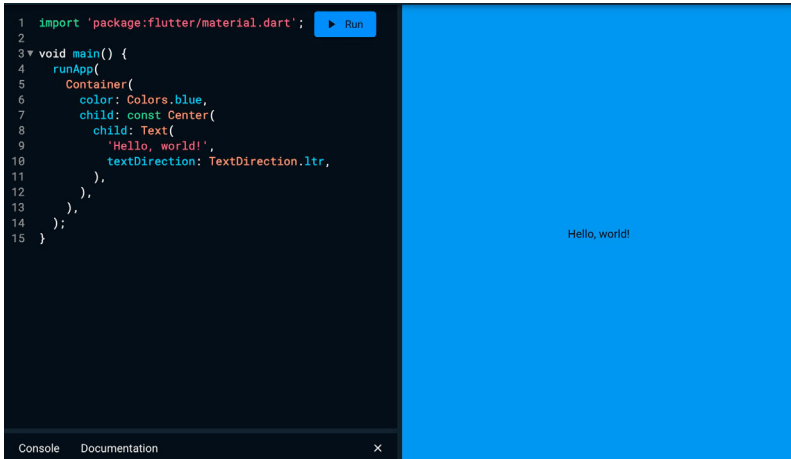 1 import 'package:flutter/material.dart';
Run
2
3 void main() {
4   runApp(
5     Container(
6       color: Colors.blue,
7       child: const Center(
8         child: Text(
9           'Hello, world!',
10           textDirection: TextDirection.ltr,
11         ),
12       ),
13     ),
14   );
15 }
Hello, world!
Console Documentation ×